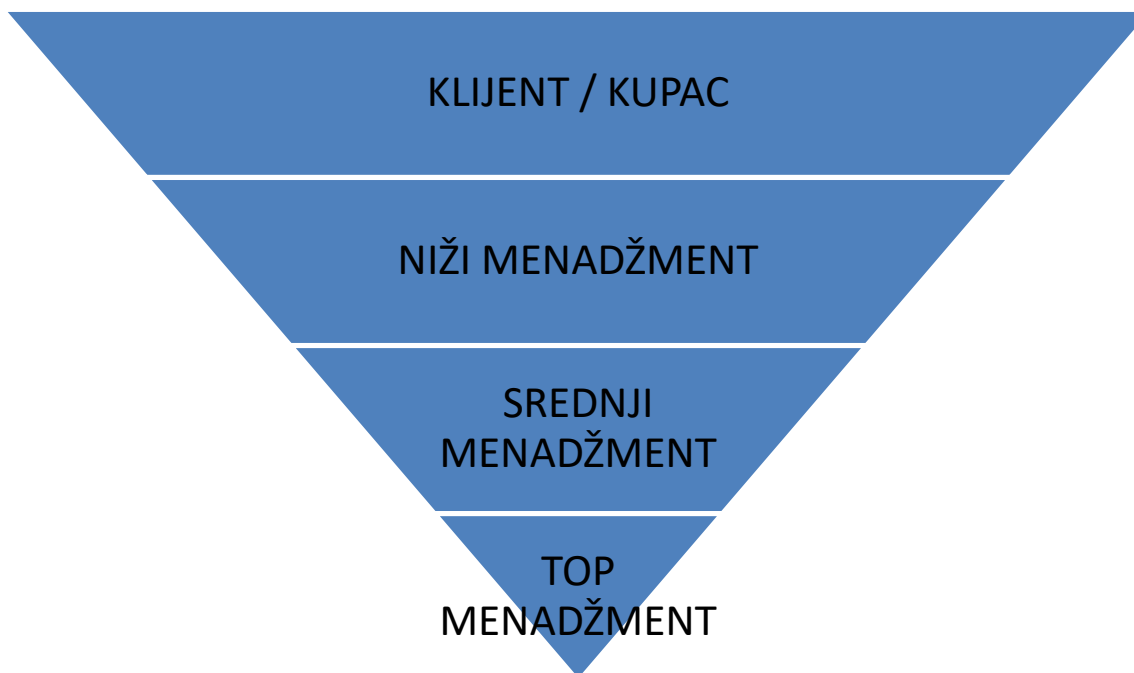 KLIJENT / KUPAC
NIŽI MENADŽMENT
SREDNJI
MENADŽMENT
TOP
MENADŽMENT